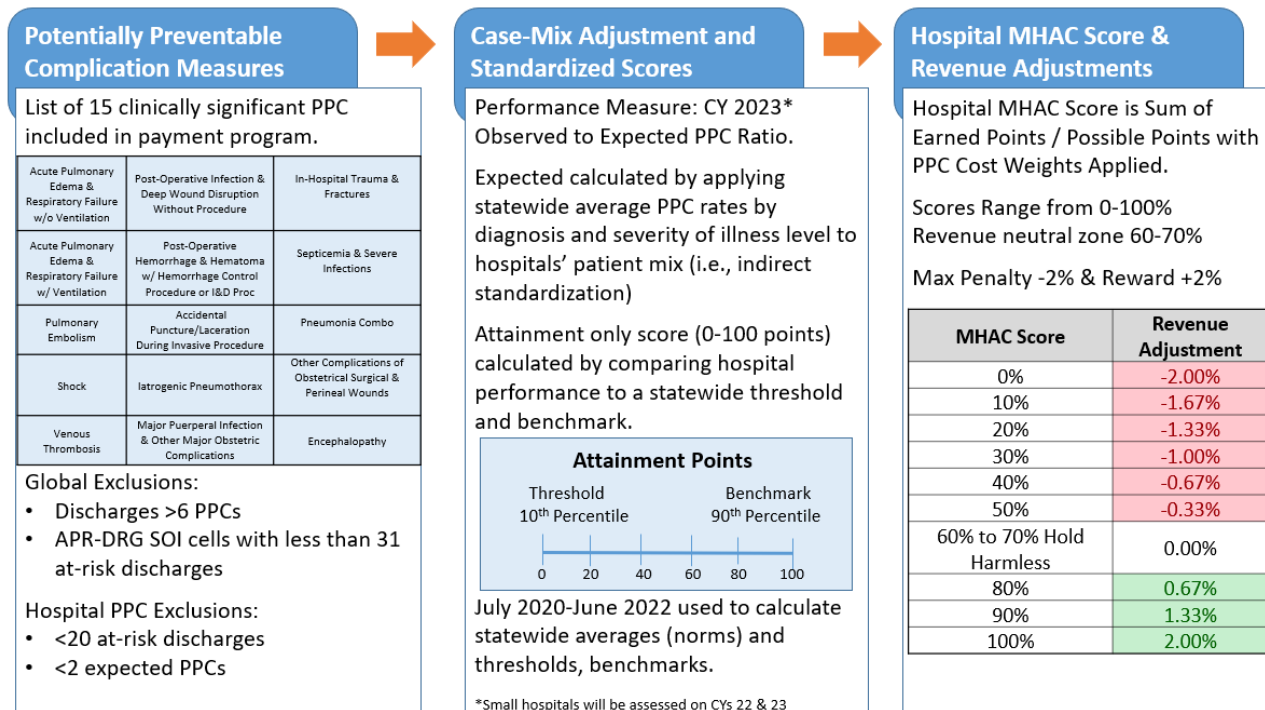 Potentially Preventable
Complication Measures
List of 15 clinically significant PPC
included in payment program.
Acute Pulmonary
Edema &
Respiratory Failure
w/o Ventilation
Post-Operative Infection &
Deep Wound Disruption
Without Procedure
In-Hospital Trauma &
Fractures
Acute Pulmonary
Edema &
Respiratory Failure
w/ Ventilation
Post-Operative
Hemorrhage & Hematoma
w/ Hemorrhage Control
Procedure or I&D Proc
Septicemia & Severe
Infections
Pulmonary
Embolism
Accidental
Puncture/Laceration
During Invasive Procedure
Pneumonia Combo
Shock
Iatrogenic Pneumothorax
Other Complications of
Obstetrical Surgical &
Perineal Wounds
Venous
Thrombosis
Major Puerperal Infection
& Other Major Obstetric
Complications
Encephalopathy
Global Exclusions:
• Discharges >6 PPCs
• APR-DRG SOI cells with less than 31
at-risk discharges
Hospital PPC Exclusions:
• <20 at-risk discharges
• <2 expected PPCs
Case-Mix Adjustment and
Standardized Scores
Performance Measure: CY 2023*
Observed to Expected PPC Ratio.
Expected calculated by applying
statewide average PPC rates by
diagnosis and severity of illness level to
hospitals' patient mix (i.e., indirect
standardization)
Attainment only score (0-100 points)
calculated by comparing hospital
performance to a statewide threshold
and benchmark.
Attainment Points
Threshold
10th Percentile
Benchmark
90th Percentile
0 20 40 60 80 100
July 2020-June 2022 used to calculate
statewide averages (norms) and
thresholds, benchmarks.
*Small hospitals will be assessed on CYs 22 & 23
Hospital MHAC Score &
Revenue Adjustments
Hospital MHAC Score is Sum of
Earned Points / Possible Points with
PPC Cost Weights Applied.
Scores Range from 0-100%
Revenue neutral zone 60-70%
Max Penalty -2% & Reward +2%
MHAC Score
Revenue
Adjustment
0% -2.00%
10% -1.67%
20% -1.33%
30% -1.00%
40% -0.67%
50% -0.33%
60% to 70% Hold
Harmless
0.00%
80% 0.67%
90% 1.33%
100% 2.00%